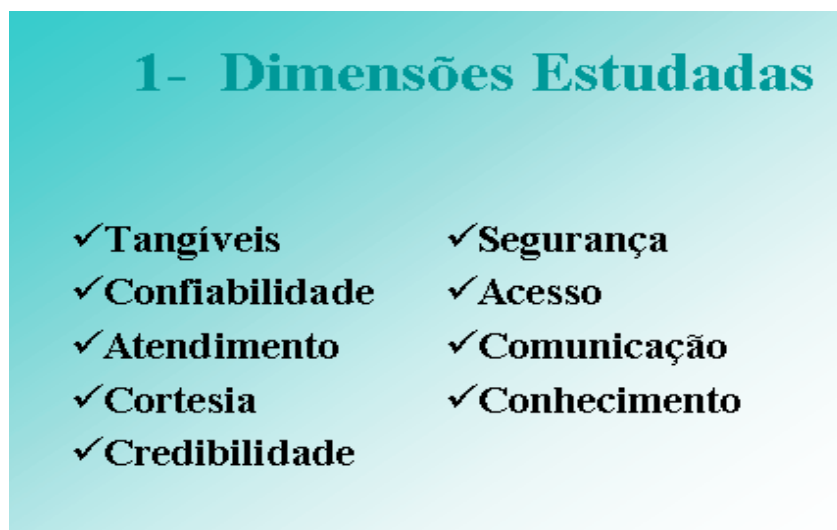 1- Dimensões Estudadas
✓Tangíveis
✓Confiabilidade
✓Atendimento
✓Cortesia
✓Credibilidade
✓Segurança
✓Acesso
✓Comunicação
✓Conhecimento